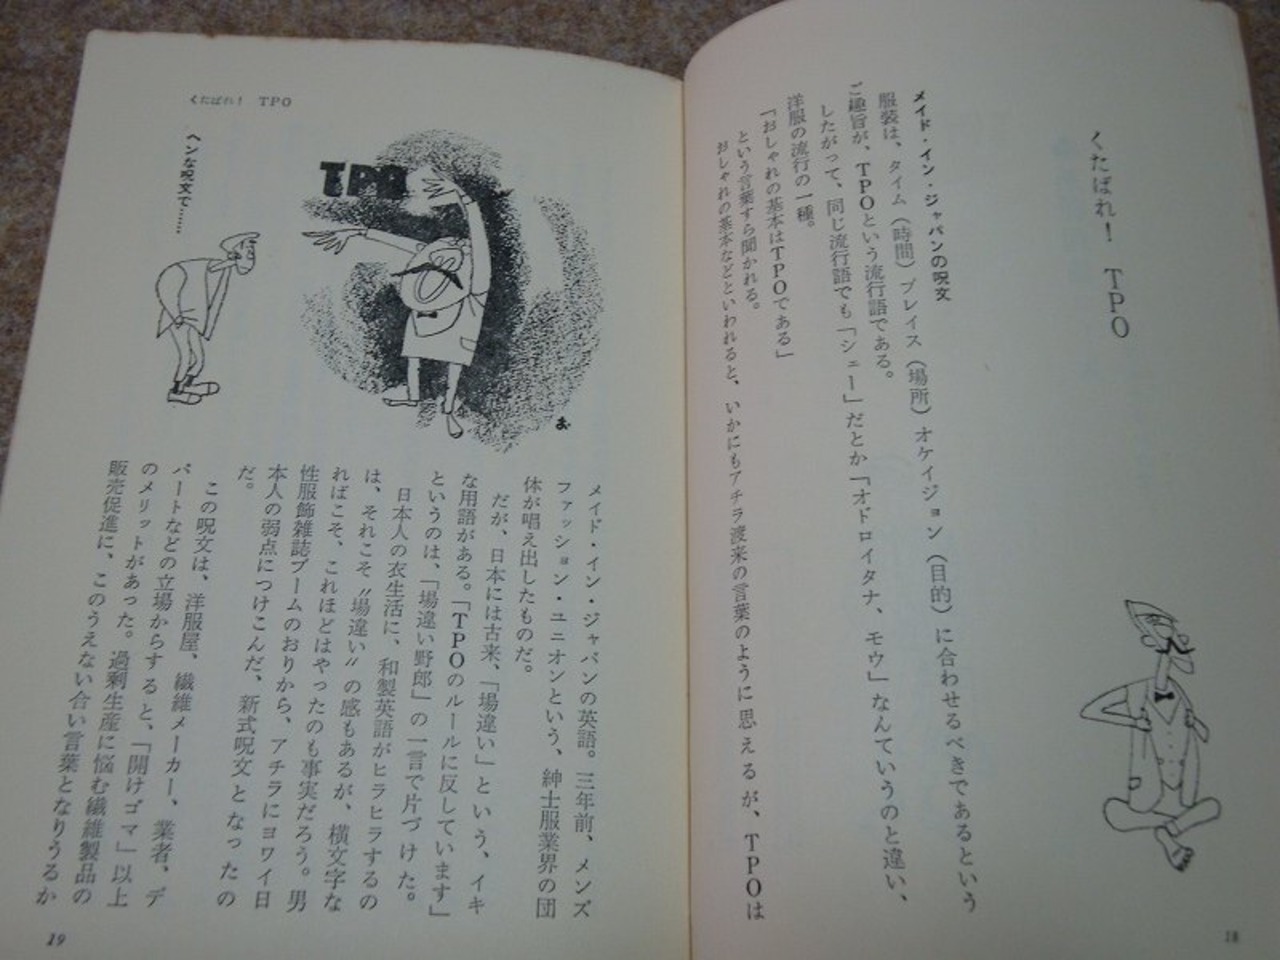 くたばれ! TPO
メイド・イン・ジャパンの呪文
服装は、タイム（時間）プレイス（場所）オケイジョン（目的）に合わせるべきであるという
ご趣旨が、TPOという流行語である。
したがって、同じ流行語でも「シェー」だとか「オドロイタナ、モウ」なんていうのと違い、
洋服の流行の一種。
「おしゃれの基本はTPOである」
という言葉すら聞かれる。
おしゃれの基本などといわれると、いかにもアチラ渡来の言葉のように思えるが、TPOは
18
くたばれ! TPO
TPO
お
ヘンな呪文で……
メイド・イン・ジャパンの英語。三年前、メンズ
ファッション・ユニオンという、紳士服業界の団
体が唱え出したものだ。
だが、日本には古来、「場違い」という、イキ
な用語がある。「TPOのルールに反しています」
というのは、「場違い野郎」の一言で片づけた。
日本人の衣生活に、和製英語がヒラヒラするの
は、それこそ〝場違い〟の感もあるが、横文字な
ればこそ、これほどはやったのも事実だろう。男
性服飾雑誌ブームのおりから、アチラにヨワイ日
本人の弱点につけこんだ、新式呪文となったの
だ。
この呪文は、洋服屋、繊維メーカー、業者、デ
パートなどの立場からすると、「開けゴマ」以上
のメリットがあった。過剰生産に悩む繊維製品の
販売促進に、このうえない合い言葉となりうるか
19